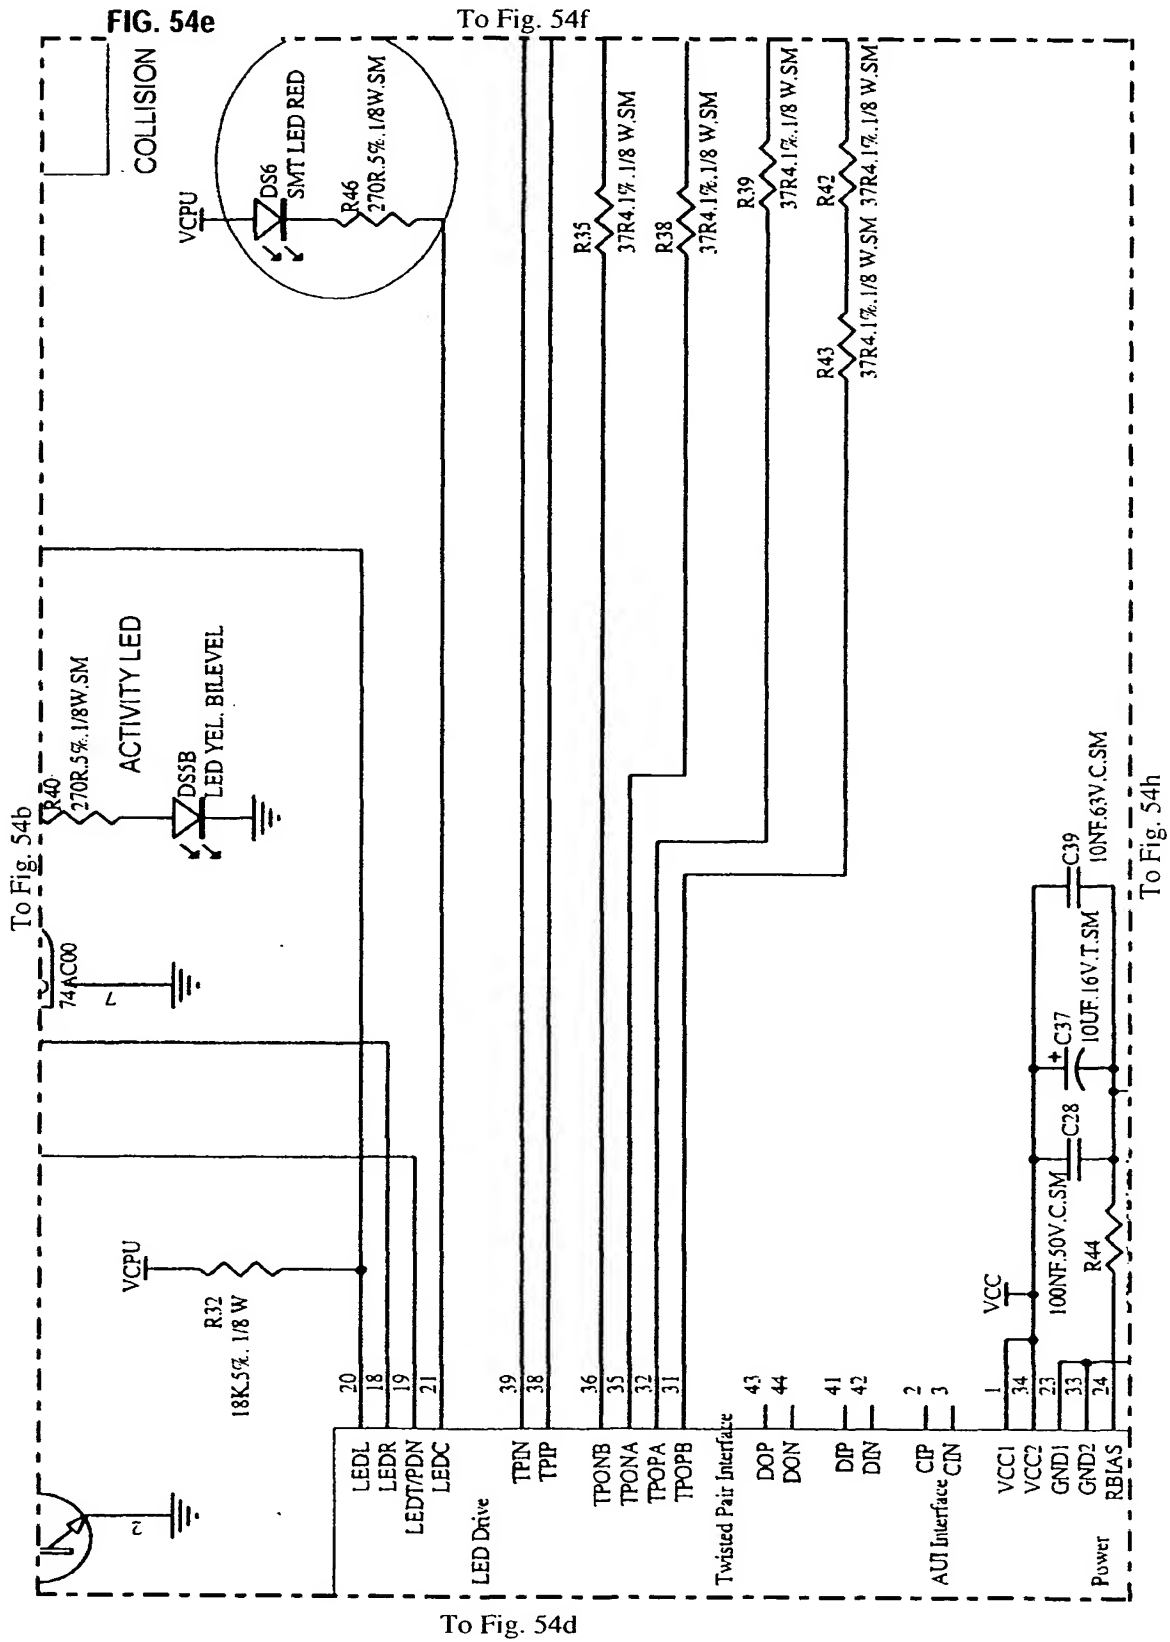 FIG. 54e
To Fig. 54f
COLLISION
VCPU
DS6
SMT LED RED
R46
270R.5%.1/8W.SM
R35
37R4.1%.1/8 W.SM
R38
37R4.1%.1/8 W.SM
R39
37R4.1%.1/8 W.SM
R42
37R4.1%.1/8 W.SM
R43
37R4.1%.1/8 W.SM
To Fig. 54b
R40
270R.5%.1/8W.SM
ACTIVITY LED
DS5B
LED YEL. BILEVEL
74AC00
7
VCPU
R32
18K.5%. 1/8 W
2
C39
10NF.63V.C.SM
C37
+
10UF.16V.T.SM
C28
100NF.50V.C.SM
R44
VCC
To Fig. 54h
20
LEDL
18
LEDR
19
LEDT/PDN
21
LEDC
LED Drive
39
TPIN
38
TPIP
36
TPONB
35
TPONA
32
TPOPA
31
TPOPB
Twisted Pair Interface
43
DOP
44
DON
41
DIP
42
DIN
2
CIP
3
CIN
AUI Interface
1
VCC1
34
VCC2
23
GND1
33
GND2
24
RBIAS
Power
To Fig. 54d